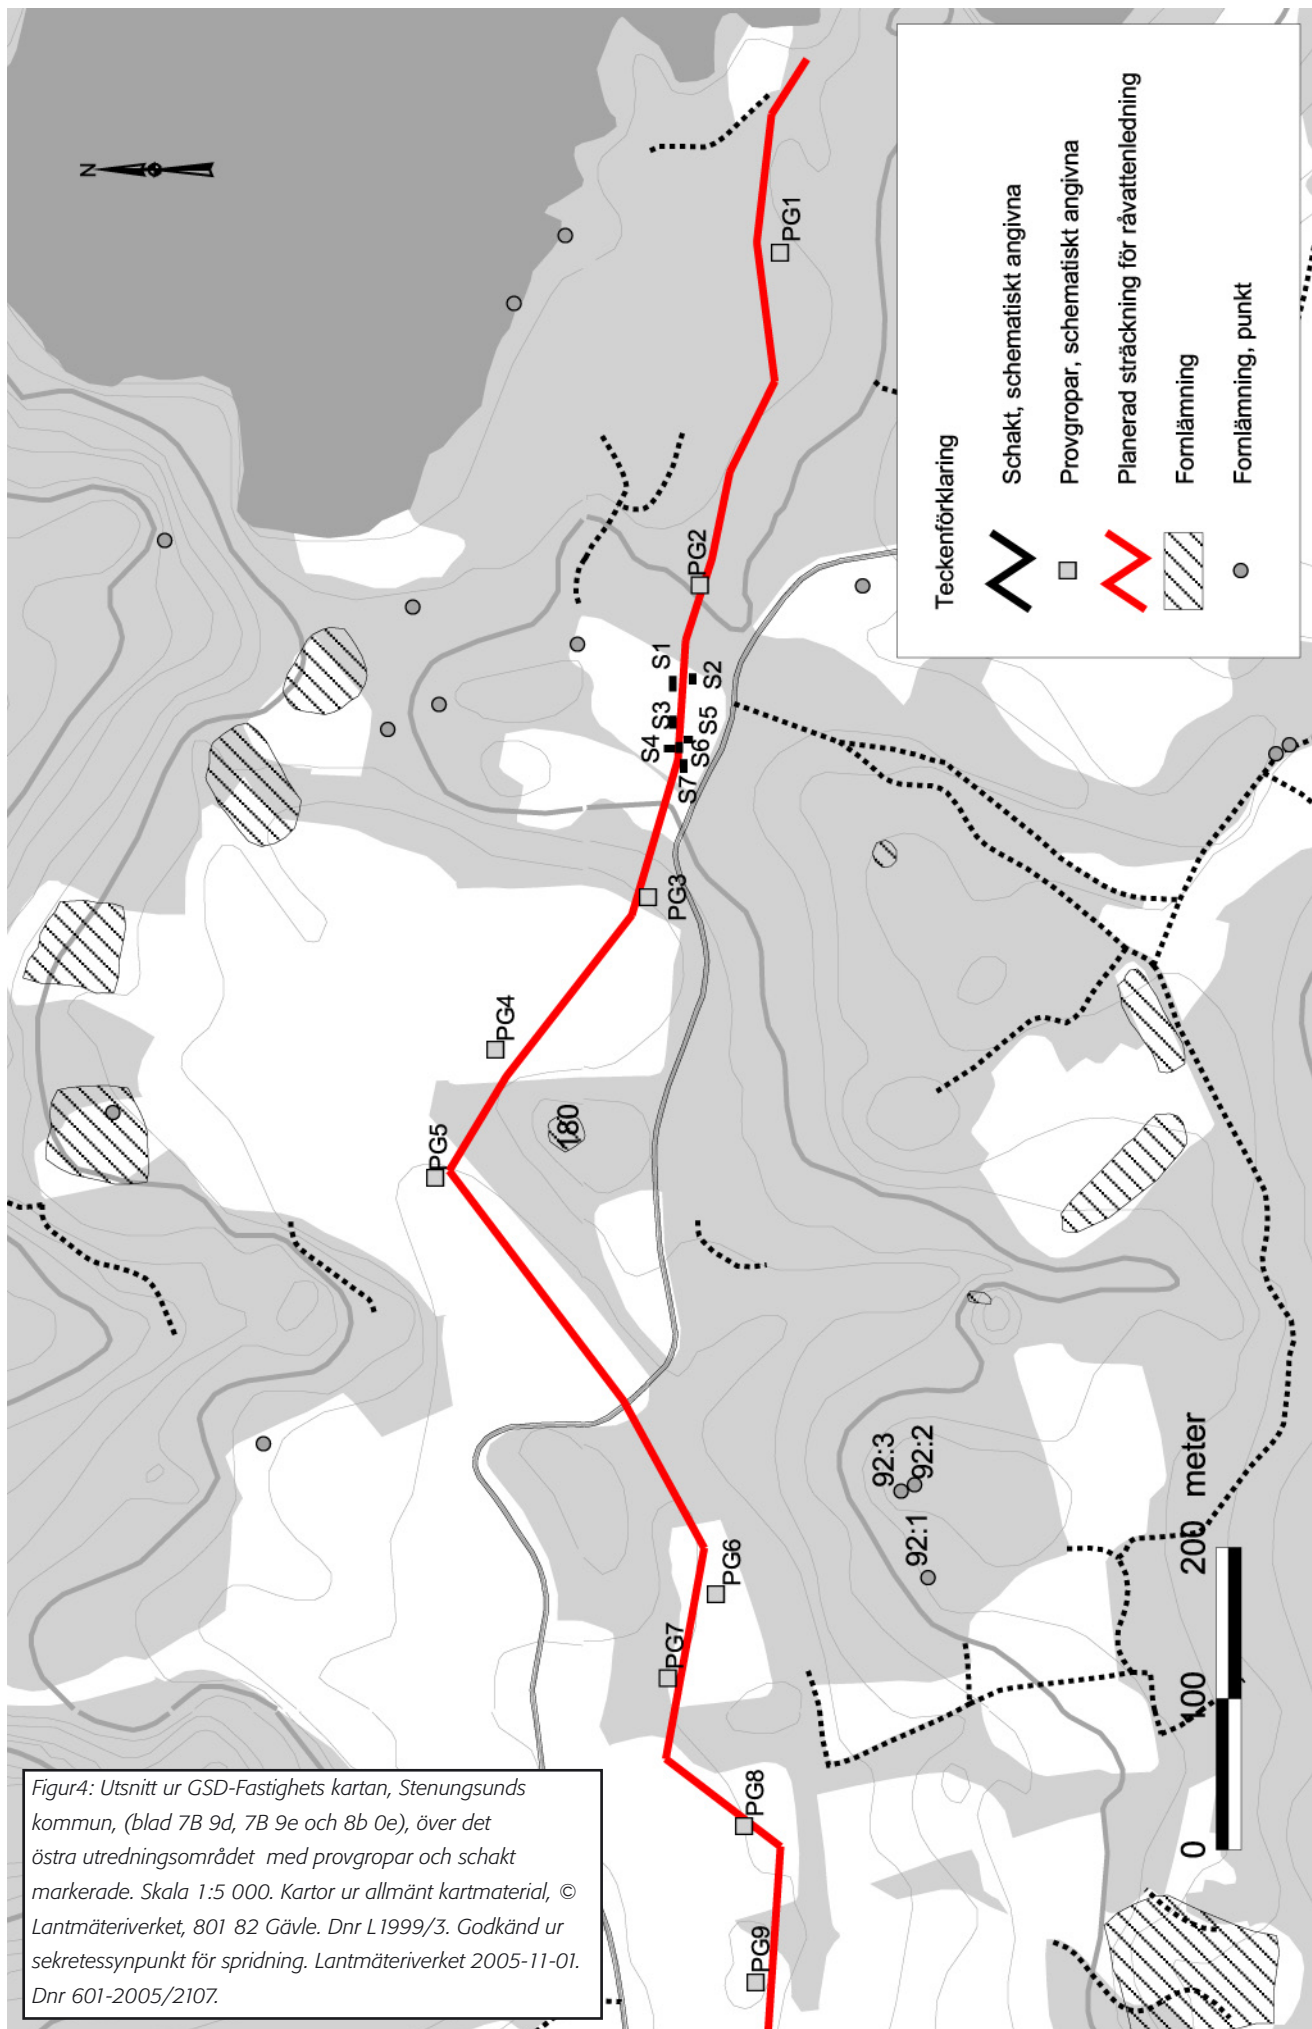 N
PG1
PG2
S1
S2
S3
S4
S5
S6
S7
PG3
PG4
PG5
180
PG6
PG7
PG8
PG9
92:3
92:2
92:1
0 100 200 meter
Teckenförklaring
Schakt, schematiskt angivna
Provgropar, schematiskt angivna
Planerad sträckning för råvattenledning
Fornlämning
Fornlämning, punkt
Figur4: Utsnitt ur GSD-Fastighets kartan, Stenungsunds
kommun, (blad 7B 9d, 7B 9e och 8b 0e), över det
östra utredningsområdet med provgropar och schakt
markerade. Skala 1:5 000. Kartor ur allmänt kartmaterial, ©
Lantmäteriverket, 801 82 Gävle. Dnr L1999/3. Godkänd ur
sekretessynpunkt för spridning. Lantmäteriverket 2005-11-01.
Dnr 601-2005/2107.